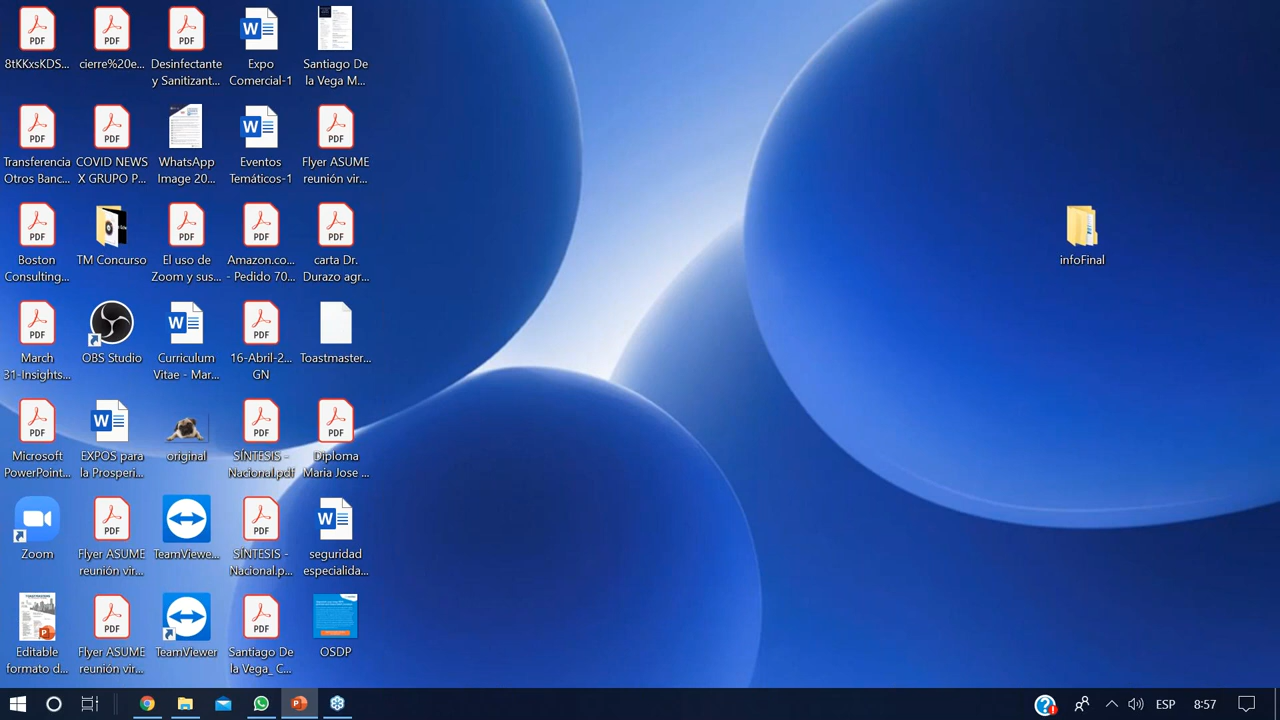 8tKKxsKDS...
cierre%20e...
Desinfectante
y Sanitizant...
Expo
Comercial-1
Santiago De
la Vega M...
Transferencia
Otros Banc...
COVID NEWS
X GRUPO P...
WhatsApp
Image 20...
Eventos
Temáticos-1
Flyer ASUME
reunión vir...
Boston
Consulting...
TM Concurso
El uso de
Zoom y sus...
Amazon.co...
- Pedido 70...
carta Dr.
Durazo agr...
infoFinal
March
31-Insights...
OBS Studio
Curriculum
Vitae - Mar...
16-Abril-2...
GN
Toastmaster...
Microsoft
PowerPoint...
EXPOS para
la Prosperi...
original
SÍNTESIS -
Nacional.pdf
Diploma
Maria Jose ...
Zoom
Flyer ASUME
reunión vir...
TeamViewe...
SÍNTESIS -
Nacional.p...
seguridad
especialida...
Editable
formato d...
Flyer ASUME
reunión vir...
TeamViewer
Santiago De
la Vega_ C...
OSDP
ESP
8:57